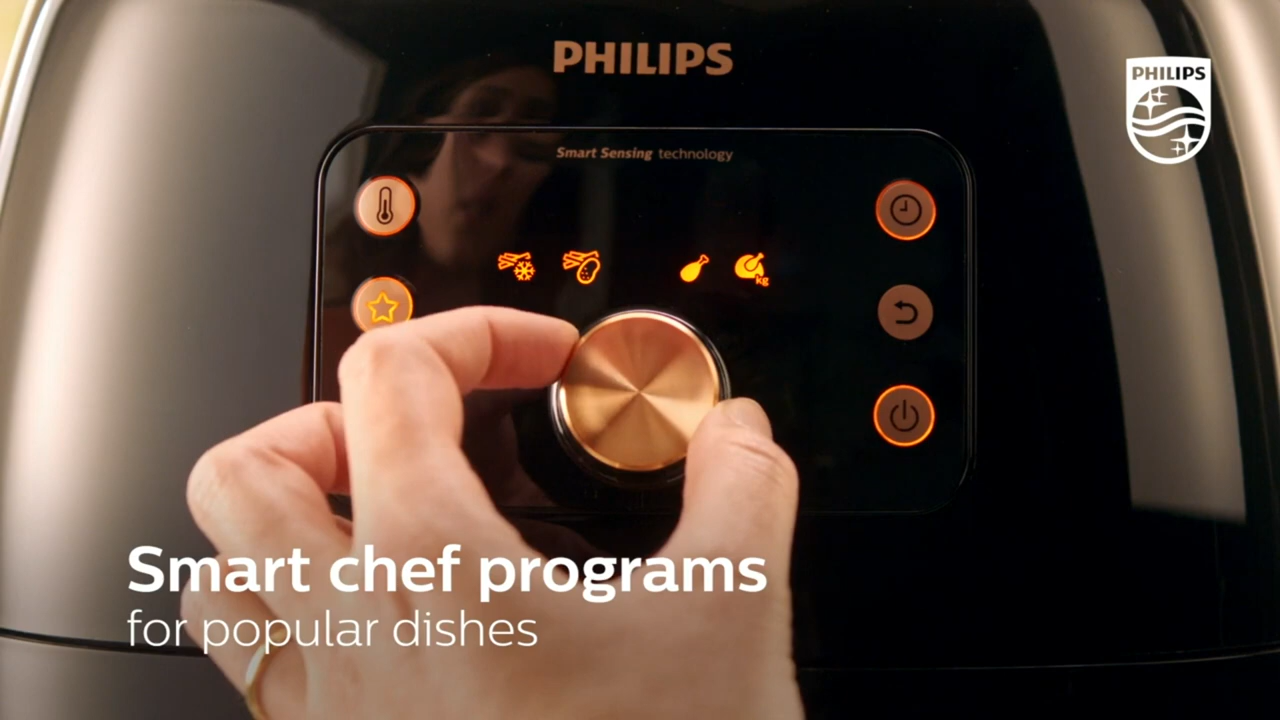 PHILIPS
PHILIPS
Smart Sensing technology
kg
Smart chef programs
for popular dishes